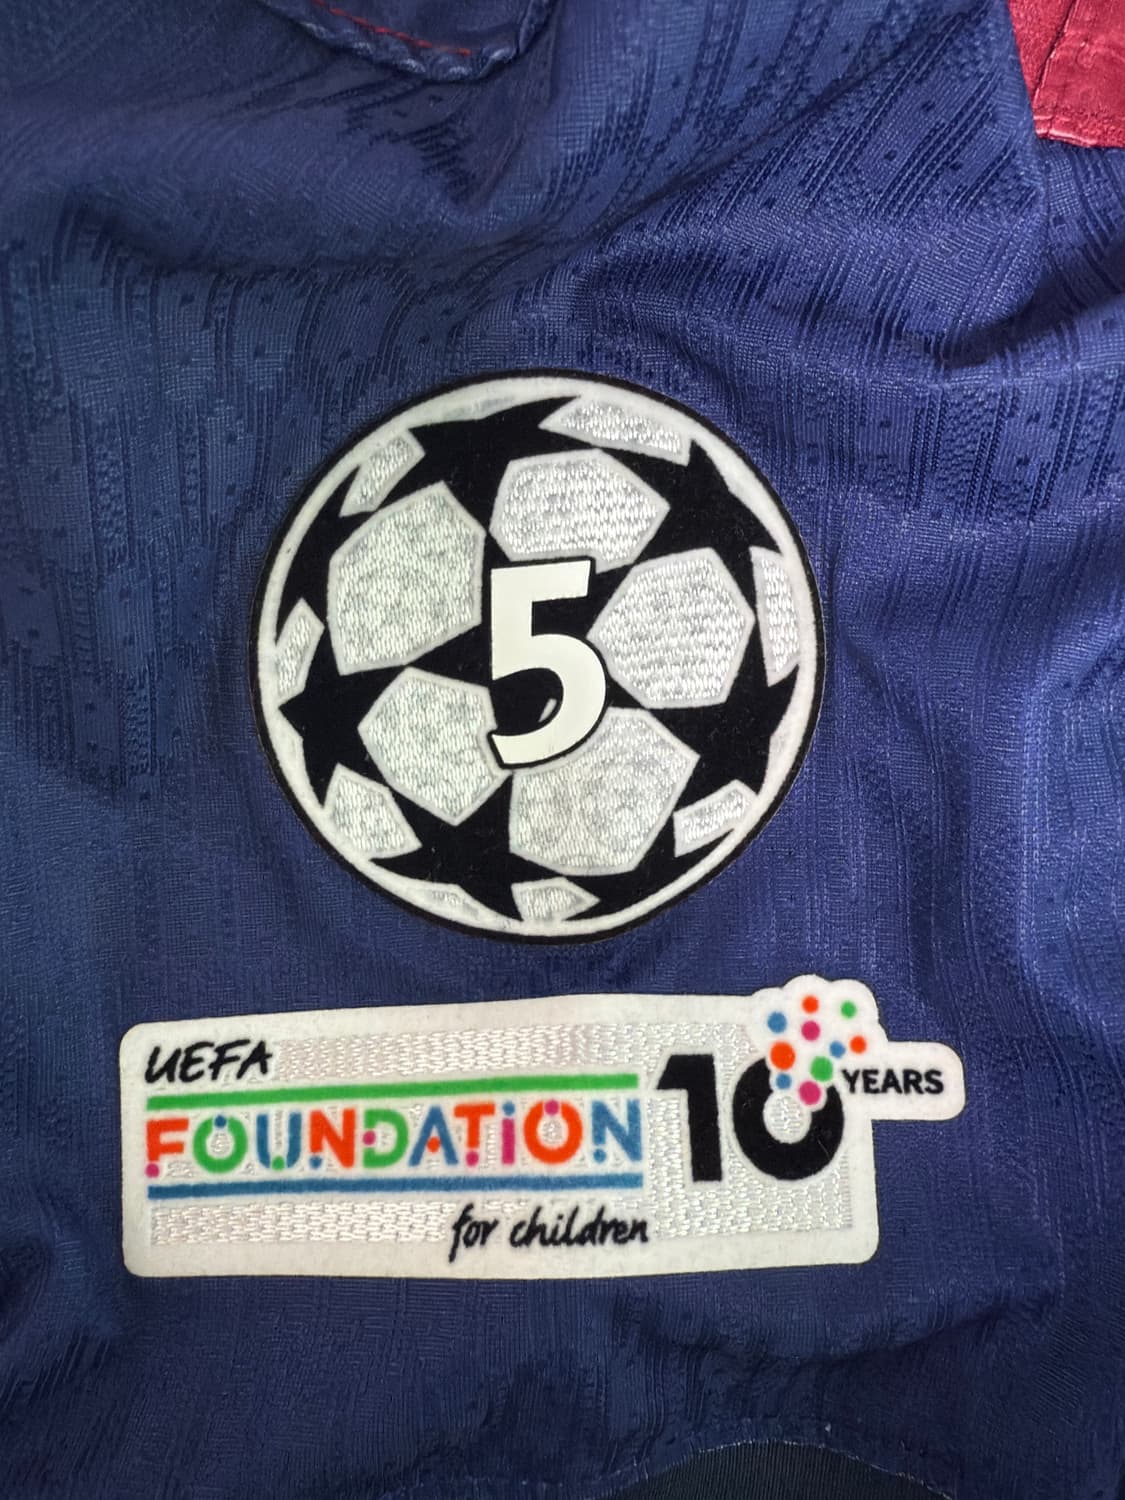 5
UEFA
FOUNDATION
for children
10 YEARS